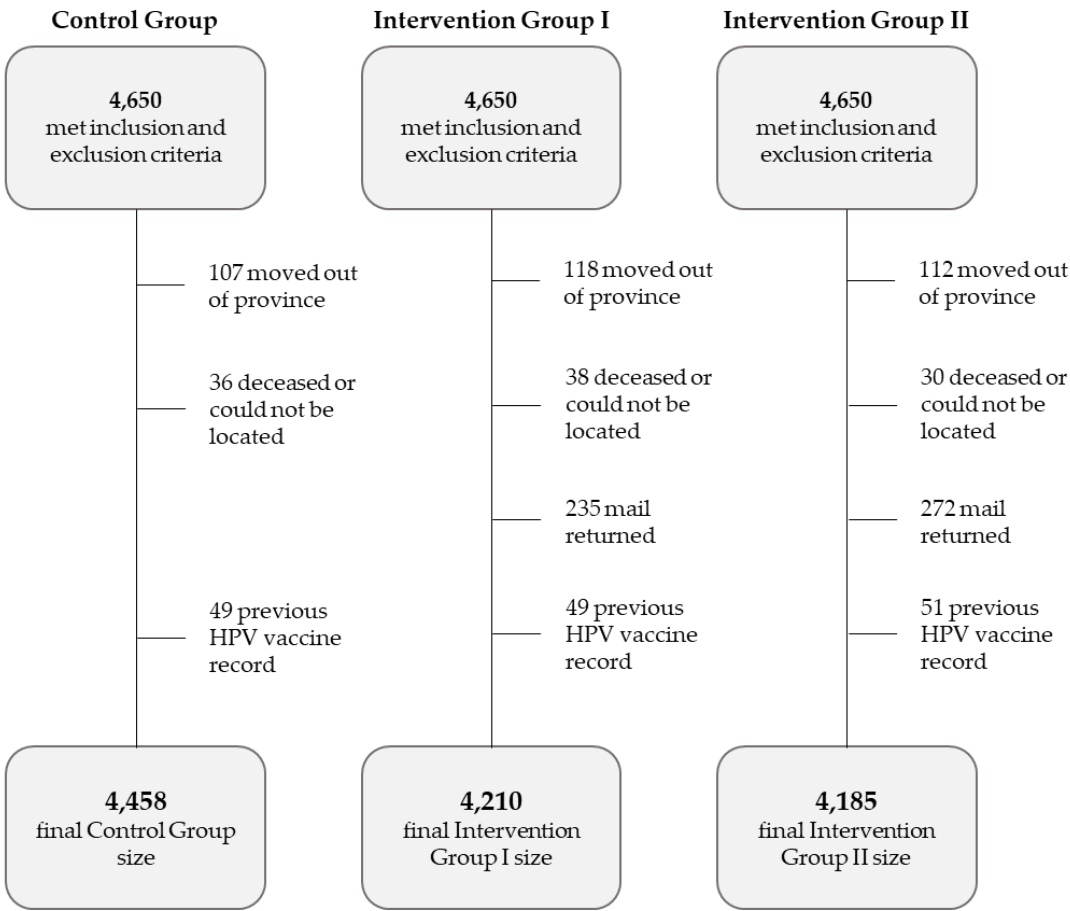 Control Group
4,650
met inclusion and
exclusion criteria
107 moved out
of province
36 deceased or
could not be
located
49 previous
HPV vaccine
record
4,458
final Control Group
size
Intervention Group I
4,650
met inclusion and
exclusion criteria
118 moved out
of province
38 deceased or
could not be
located
235 mail
returned
49 previous
HPV vaccine
record
4,210
final Intervention
Group I size
Intervention Group II
4,650
met inclusion and
exclusion criteria
112 moved out
of province
30 deceased or
could not be
located
272 mail
returned
51 previous
HPV vaccine
record
4,185
final Intervention
Group II size